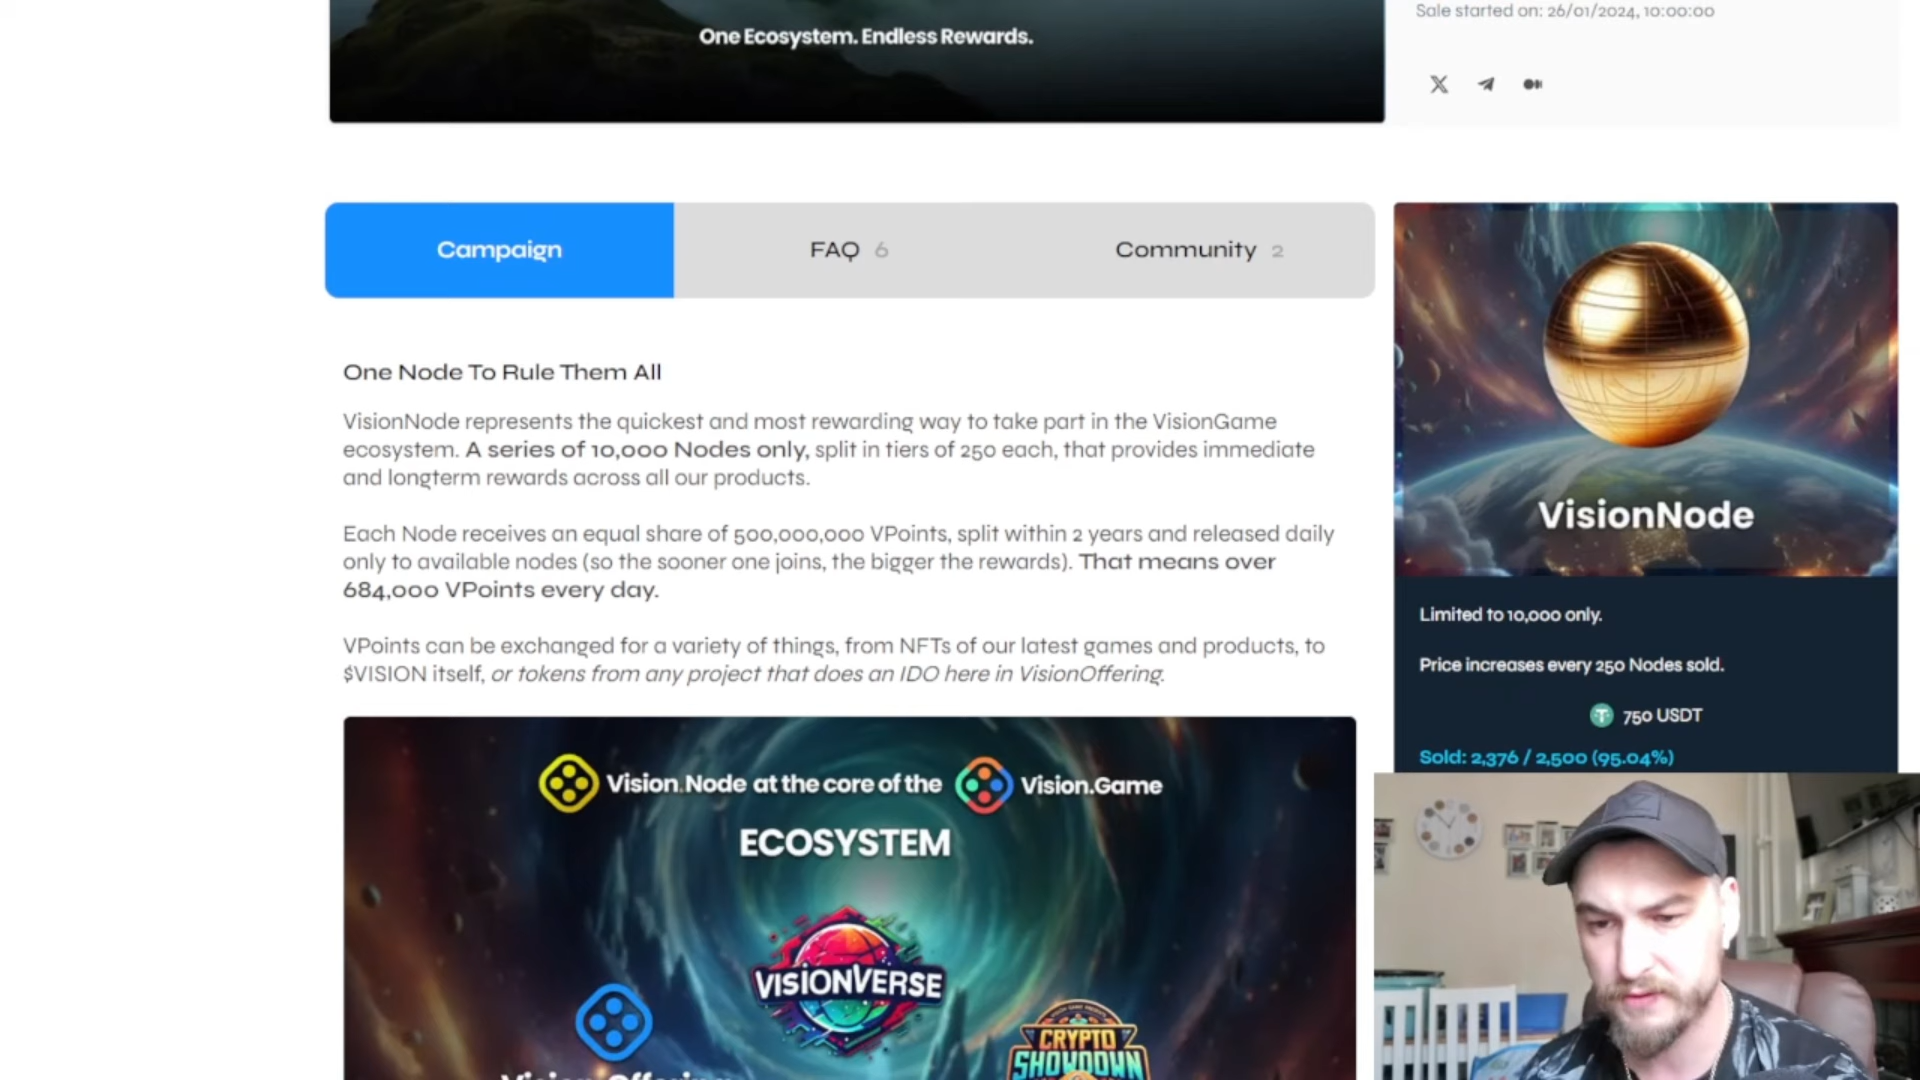 One Ecosystem. Endless Rewards.
Sale started on: 26/01/2024, 10:00:00
Campaign
FAQ 6
Community 2
One Node To Rule Them All
VisionNode represents the quickest and most rewarding way to take part in the VisionGame
ecosystem. A series of 10,000 Nodes only, split in tiers of 250 each, that provides immediate
and longterm rewards across all our products.
Each Node receives an equal share of 500,000,000 VPoints, split within 2 years and released daily
only to available nodes (so the sooner one joins, the bigger the rewards). That means over
684,000 VPoints every day.
VPoints can be exchanged for a variety of things, from NFTs of our latest games and products, to
$VISION itself, or tokens from any project that does an IDO here in VisionOffering.
Vision.Node at the core of the Vision.Game
ECOSYSTEM
VISIONVERSE
CRYPTO
SHOWDOWN
VisionNode
Limited to 10,000 only.
Price increases every 250 Nodes sold.
750 USDT
Sold: 2,376 / 2,500 (95.04%)